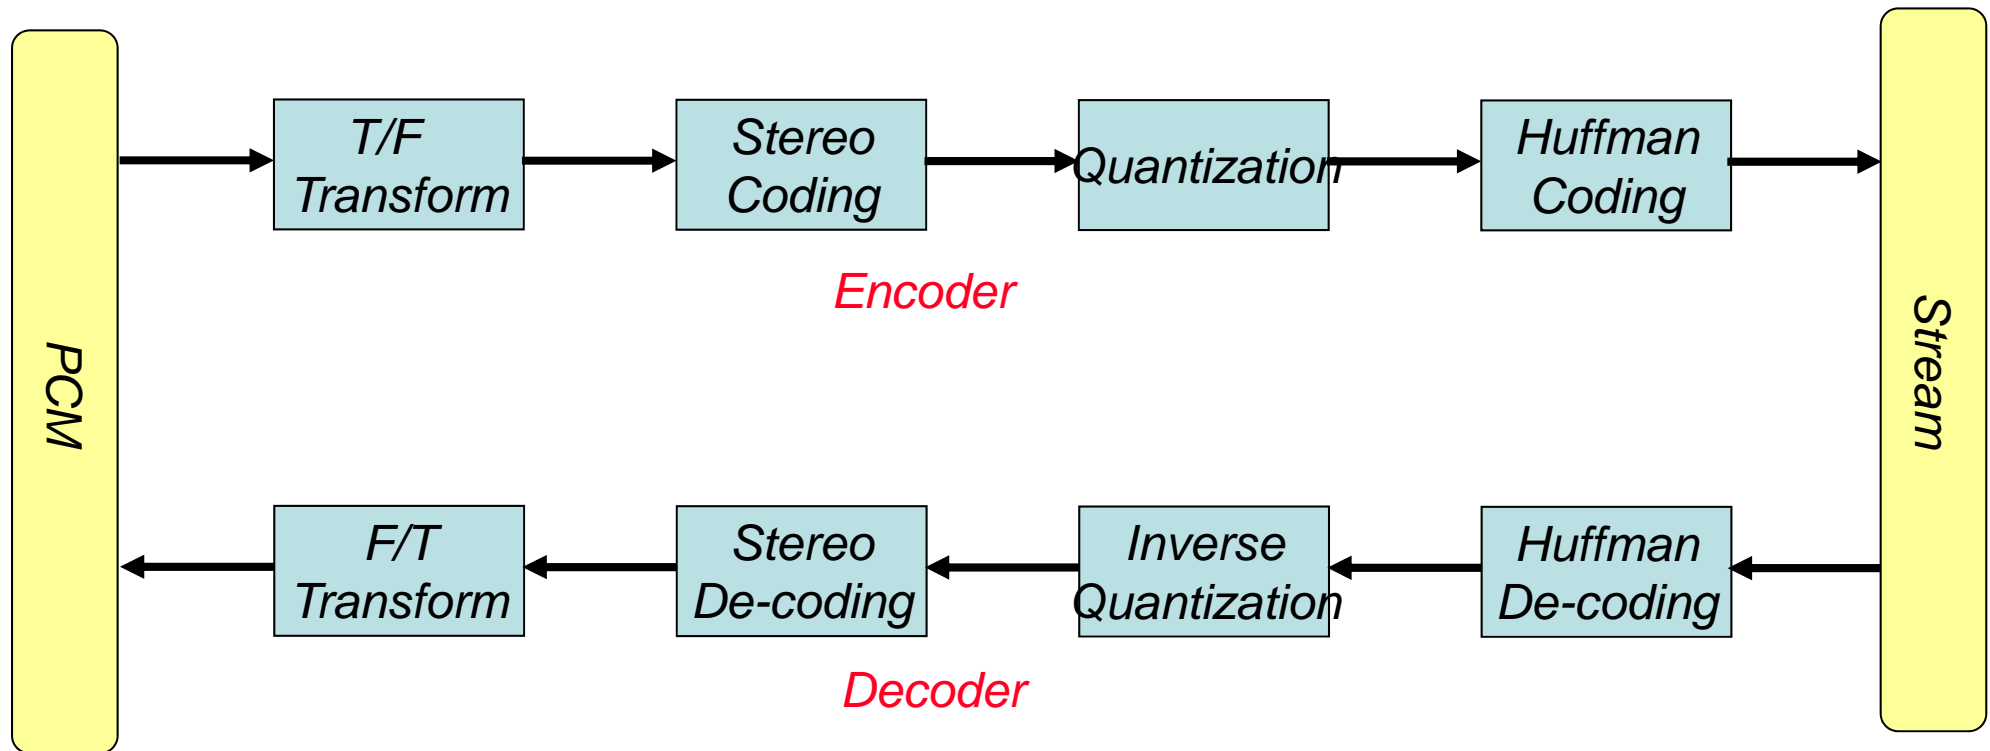 PCM
T/F
Transform
Stereo
Coding
Quantization
Huffman
Coding
Stream
Encoder
F/T
Transform
Stereo
De-coding
Inverse
Quantization
Huffman
De-coding
Decoder